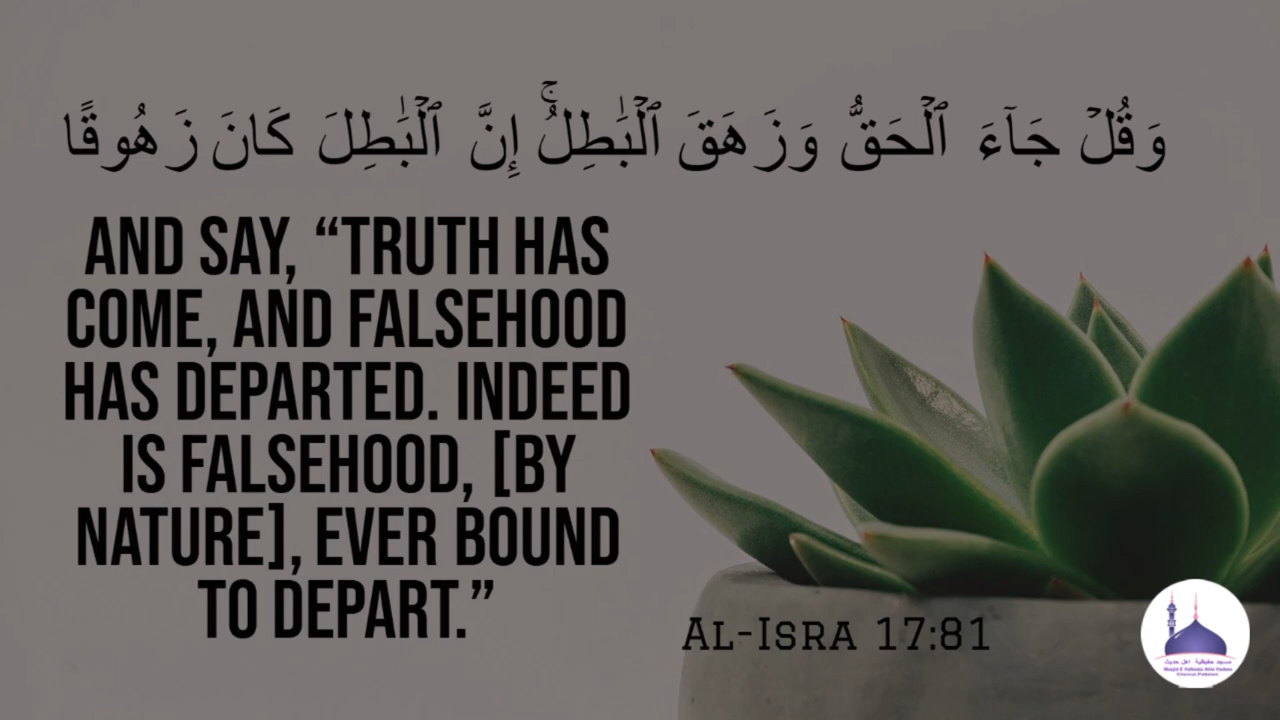 وَقُلۡ جَآءَ ٱلۡحَقُّ وَزَهَقَ ٱلۡبَٰطِلُۚ إِنَّ ٱلۡبَٰطِلَ كَانَ زَهُوقٗا
AND SAY, “TRUTH HAS
COME, AND FALSEHOOD
HAS DEPARTED. INDEED
IS FALSEHOOD, [BY
NATURE], EVER BOUND
TO DEPART.”
AL-ISRA 17:81